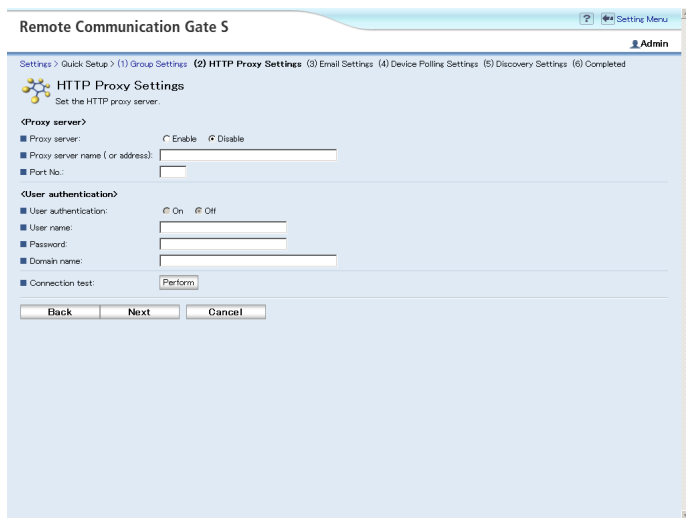 Remote Communication Gate S
? Setting Menu
Admin
Settings > Quick Setup > (1) Group Settings (2) HTTP Proxy Settings (3) Email Settings (4) Device Polling Settings (5) Discovery Settings (6) Completed
HTTP Proxy Settings
Set the HTTP proxy server.
<Proxy server>
Proxy server: Enable Disable
Proxy server name ( or address):
Port No.:
<User authentication>
User authentication: On Off
User name:
Password:
Domain name:
Connection test: Perform
Back Next Cancel